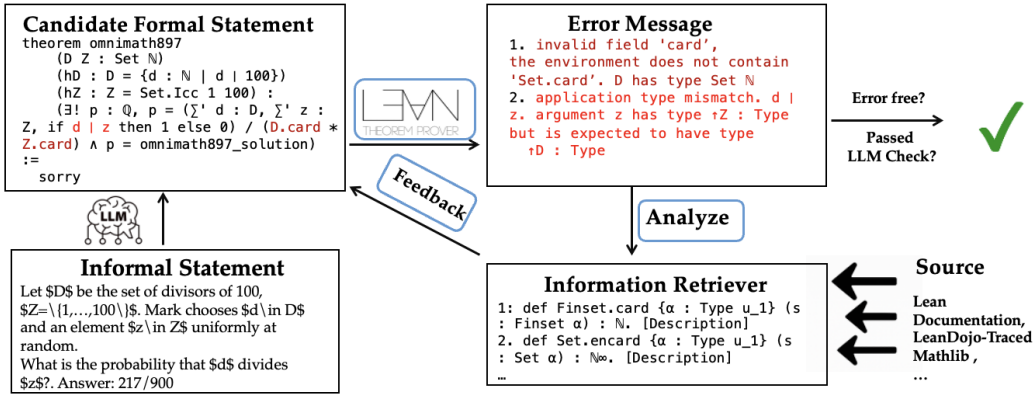 Candidate Formal Statement
theorem omnimath897
(D Z : Set ℕ)
(hD : D = {d : ℕ | d ∣ 100})
(hZ : Z = Set.Icc 1 100) :
(∃! p : ℚ, p = (∑' d : D, ∑' z :
Z, if d ∣ z then 1 else 0) / (D.card *
Z.card) ∧ p = omnimath897_solution)
:=
sorry
LEAN
THEOREM PROVER
Error Message
1. invalid field 'card',
the environment does not contain
'Set.card’. D has type Set ℕ
2. application type mismatch. d ∣
z. argument z has type ↑Z : Type
but is expected to have type
↑D : Type
Error free?
Passed
LLM Check?
Feedback
Analyze
LLM
Informal Statement
Let $D$ be the set of divisors of 100,
$Z=\{1,…,100\}$. Mark chooses $d\in D$
and an element $z\in Z$ uniformly at
random.
What is the probability that $d$ divides
$z$?. Answer: 217/900
Information Retriever
1: def Finset.card {α : Type u_1} (s
: Finset α) : ℕ. [Description]
2. def Set.encard {α : Type u_1} (s
: Set α) : ℕ∞. [Description]
…
Source
Lean
Documentation,
LeanDojo-Traced
Mathlib ,
…